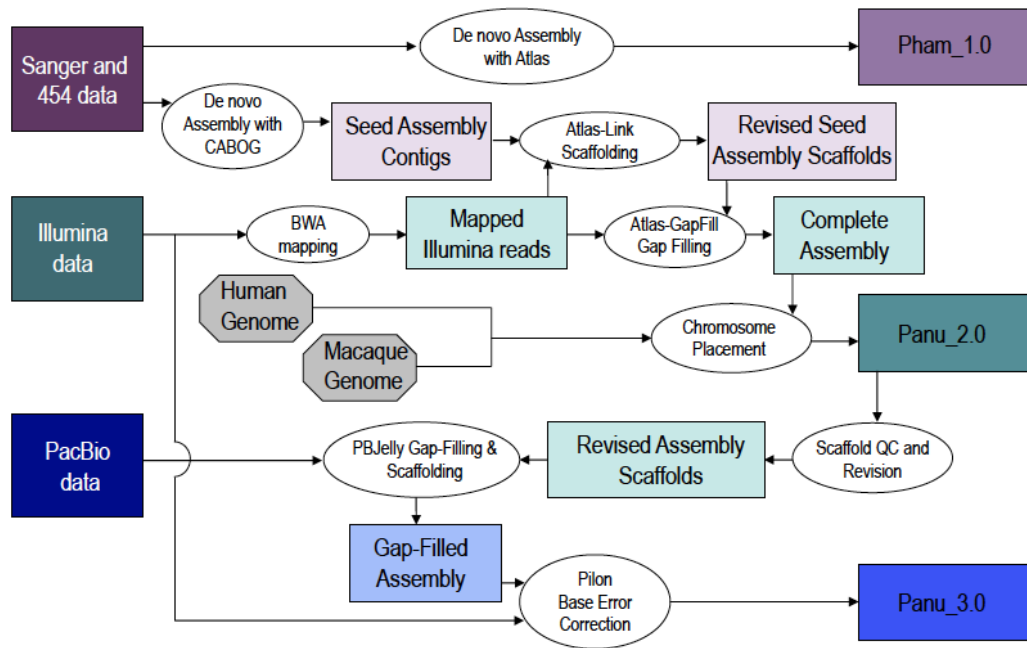 Sanger and
454 data
De novo Assembly
with Atlas
Pham_1.0
De novo
Assembly with
CABOG
Seed Assembly
Contigs
Atlas-Link
Scaffolding
Revised Seed
Assembly Scaffolds
Illumina
data
BWA
mapping
Mapped
Illumina reads
Atlas-GapFill
Gap Filling
Complete
Assembly
Human
Genome
Macaque
Genome
Chromosome
Placement
Panu_2.0
PacBio
data
PBJelly Gap-Filling &
Scaffolding
Revised Assembly
Scaffolds
Scaffold QC and
Revision
Gap-Filled
Assembly
Pilon
Base Error
Correction
Panu_3.0